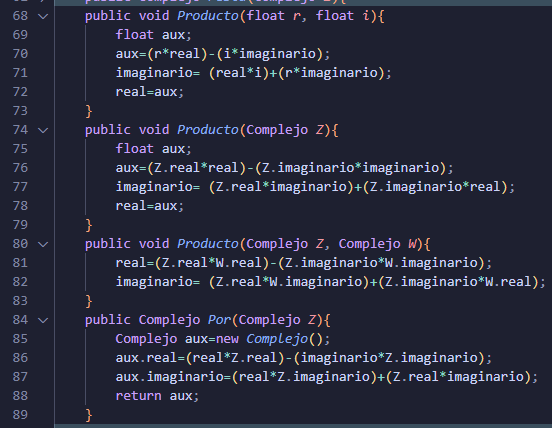 68 public void Producto(float r, float i){
69 float aux;
70 aux=(r*real)-(i*imaginario);
71 imaginario= (real*i)+(r*imaginario);
72 real=aux;
73 }
74 public void Producto(Complejo Z){
75 float aux;
76 aux=(Z.real*real)-(Z.imaginario*imaginario);
77 imaginario= (Z.real*imaginario)+(Z.imaginario*real);
78 real=aux;
79 }
80 public void Producto(Complejo Z, Complejo W){
81 real=(Z.real*W.real)-(Z.imaginario*W.imaginario);
82 imaginario= (Z.real*W.imaginario)+(Z.imaginario*W.real);
83 }
84 public Complejo Por(Complejo Z){
85 Complejo aux=new Complejo();
86 aux.real=(real*Z.real)-(imaginario*Z.imaginario);
87 aux.imaginario=(real*Z.imaginario)+(Z.real*imaginario);
88 return aux;
89 }